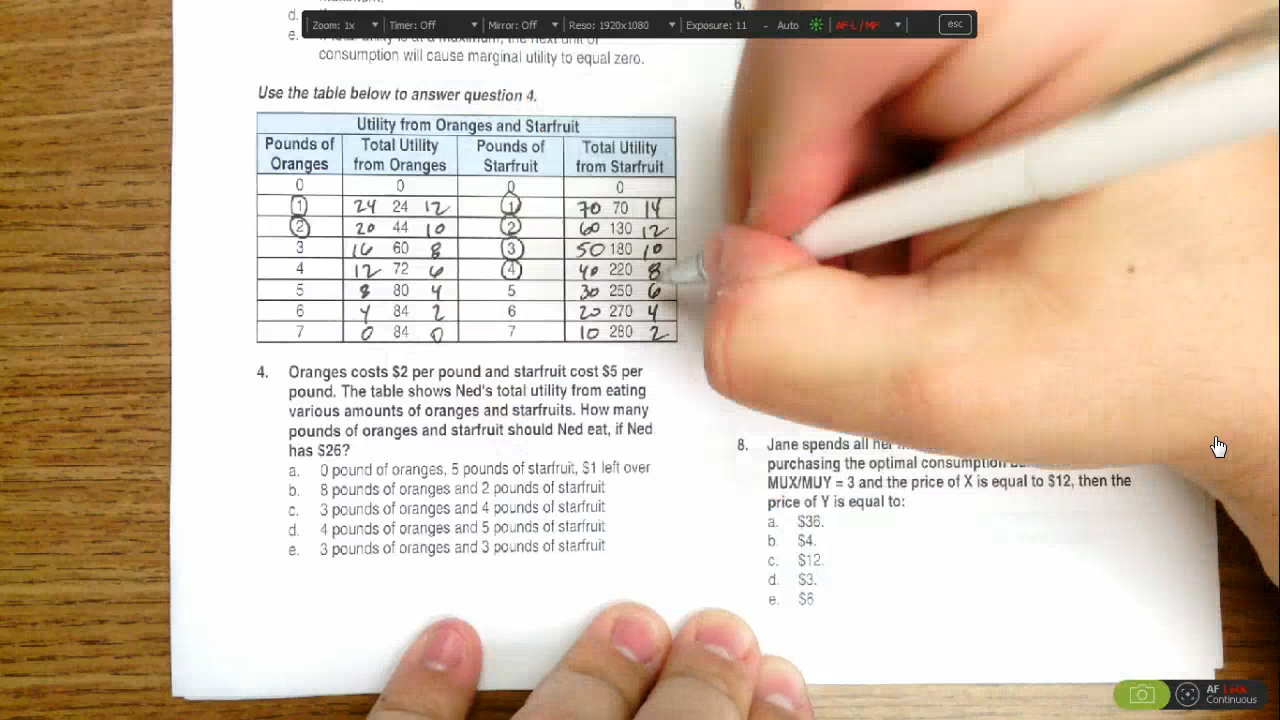 Zoom: 1x Timer: Off Mirror: Off Reso: 1920x1080 Exposure: 11 - Auto AF-L / MF esc
d.
e.
consumption will cause marginal utility to equal zero.
Use the table below to answer question 4.
Utility from Oranges and Starfruit
Pounds of Oranges Total Utility from Oranges Pounds of Starfruit Total Utility from Starfruit
0 0 0 0
1 24 24 12 1 70 70 14
2 20 44 10 2 60 130 12
3 16 60 8 3 50 180 10
4 12 72 6 4 40 220 8
5 8 80 4 5 30 250 6
6 4 84 2 6 20 270 4
7 0 84 0 7 10 280 2
4. Oranges costs $2 per pound and starfruit cost $5 per
pound. The table shows Ned's total utility from eating
various amounts of oranges and starfruits. How many
pounds of oranges and starfruit should Ned eat, if Ned
has $26?
a. 0 pound of oranges, 5 pounds of starfruit, $1 left over
b. 8 pounds of oranges and 2 pounds of starfruit
c. 3 pounds of oranges and 4 pounds of starfruit
d. 4 pounds of oranges and 5 pounds of starfruit
e. 3 pounds of oranges and 3 pounds of starfruit
8. Jane spends all her
purchasing the optimal consumption
MUX/MUY = 3 and the price of X is equal to $12, then the
price of Y is equal to:
a. $36.
b. $4.
c. $12.
d. $3.
e. $6
AF Lock
Continuous